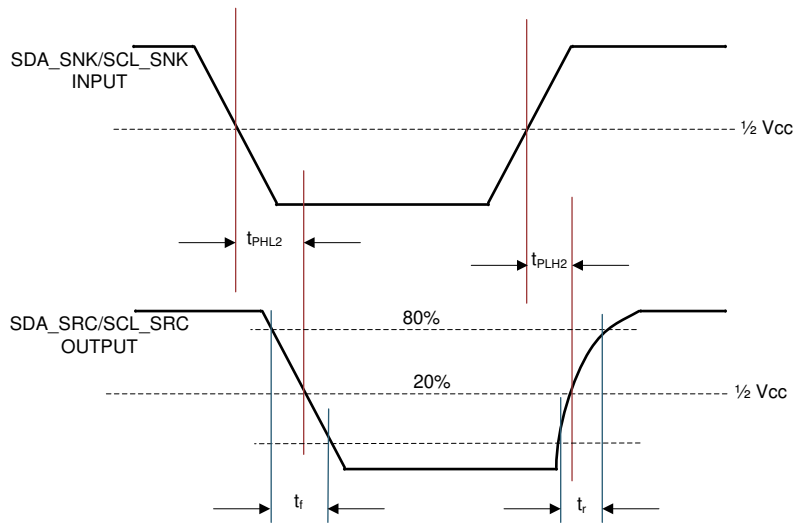 SDA_SNK/SCL_SNK
INPUT
½ Vcc
tPHL2
tPLH2
SDA_SRC/SCL_SRC
OUTPUT
80%
20%
½ Vcc
tf
tr